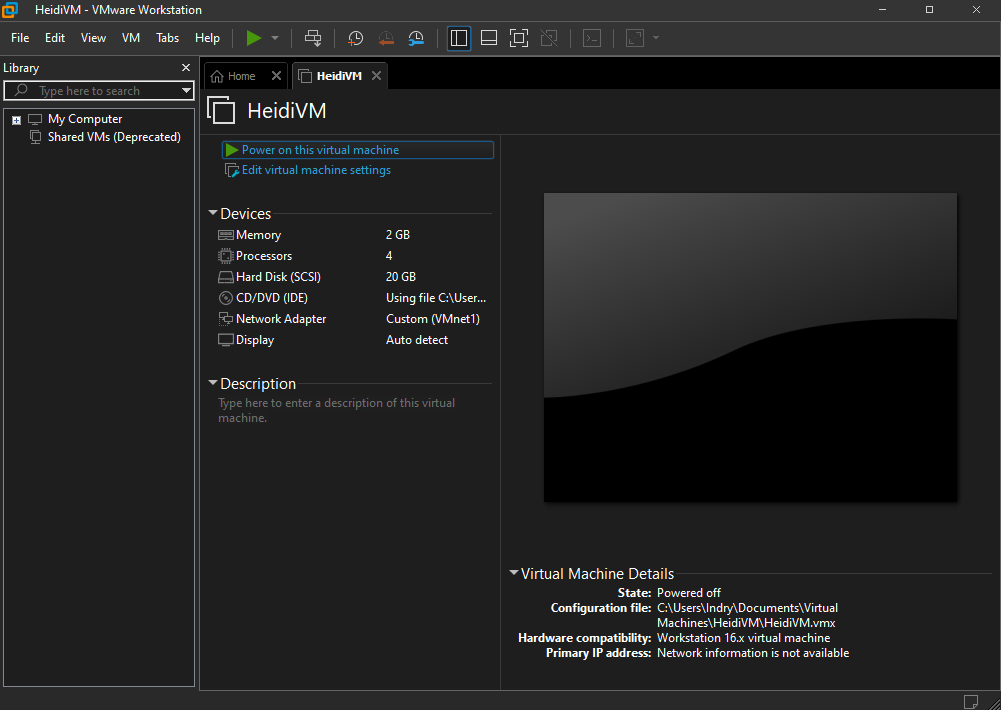 HeidiVM - VMware Workstation
File Edit View VM Tabs Help
Library
Type here to search
My Computer
Shared VMs (Deprecated)
Home
HeidiVM
HeidiVM
Power on this virtual machine
Edit virtual machine settings
Devices
Memory 2 GB
Processors 4
Hard Disk (SCSI) 20 GB
CD/DVD (IDE) Using file C:\User...
Network Adapter Custom (VMnet1)
Display Auto detect
Description
Type here to enter a description of this virtual
machine.
Virtual Machine Details
State: Powered off
Configuration file: C:\Users\Indry\Documents\Virtual
Machines\HeidiVM\HeidiVM.vmx
Hardware compatibility: Workstation 16.x virtual machine
Primary IP address: Network information is not available